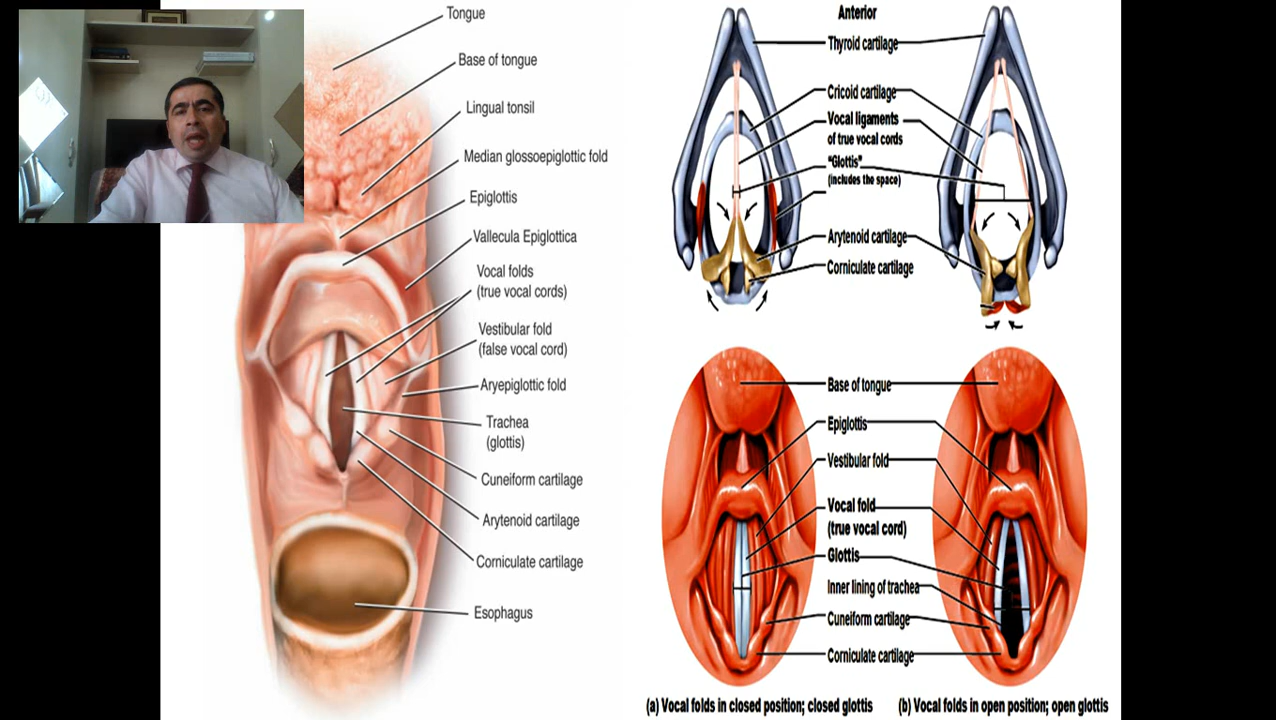 Tongue
Base of tongue
Lingual tonsil
Median glossoepiglottic fold
Epiglottis
Vallecula Epiglottica
Vocal folds
(true vocal cords)
Vestibular fold
(false vocal cord)
Aryepiglottic fold
Trachea
(glottis)
Cuneiform cartilage
Arytenoid cartilage
Corniculate cartilage
Esophagus
Anterior
Thyroid cartilage
Cricoid cartilage
Vocal ligaments
of true vocal cords
"Glottis"
(includes the space)
Arytenoid cartilage
Corniculate cartilage
Base of tongue
Epiglottis
Vestibular fold
Vocal fold
(true vocal cord)
Glottis
Inner lining of trachea
Cuneiform cartilage
Corniculate cartilage
(a) Vocal folds in closed position; closed glottis
(b) Vocal folds in open position; open glottis